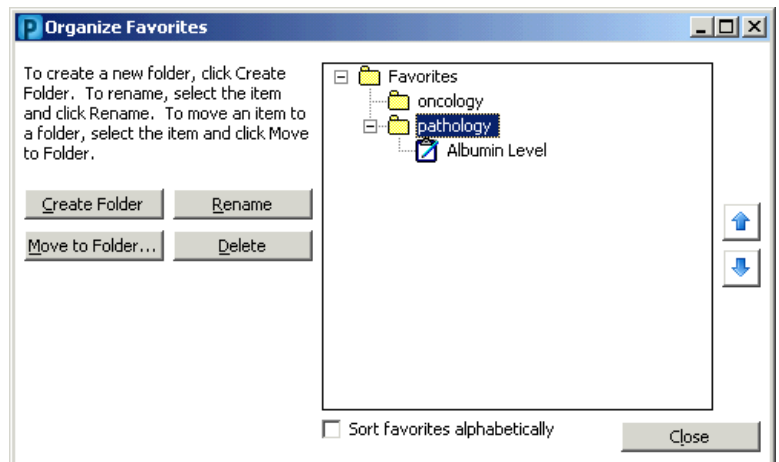 P Organize Favorites
To create a new folder, click Create
Folder. To rename, select the item
and click Rename. To move an item to
a folder, select the item and click Move
to Folder.
Create Folder
Rename
Move to Folder...
Delete
Favorites
oncology
pathology
Albumin Level
Sort favorites alphabetically
Close